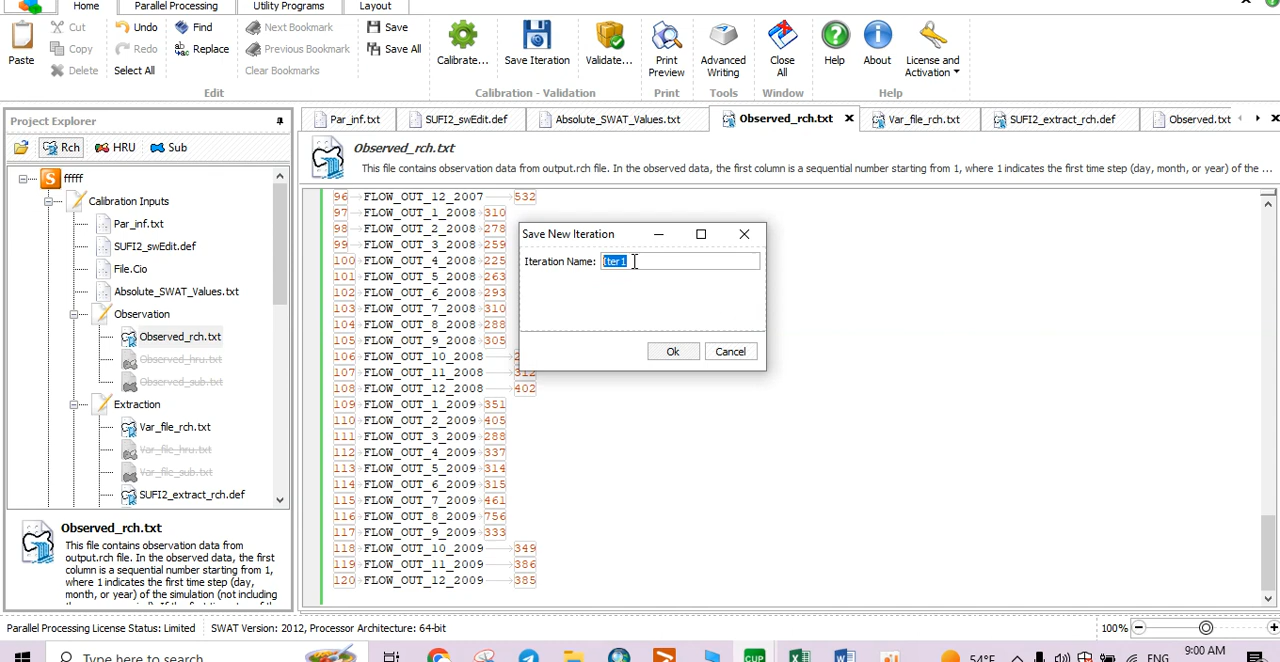 Home
Parallel Processing
Utility Programs
Layout
Paste
Cut
Copy
Delete
Undo
Redo
Select All
Find
Replace
Next Bookmark
Previous Bookmark
Clear Bookmarks
Save
Save All
Edit
Calibrate...
Save Iteration
Validate...
Calibration - Validation
Print Preview
Print
Advanced Writing
Tools
Close All
Window
Help
About
License and Activation
Help
Project Explorer
Rch
HRU
Sub
fffff
Calibration Inputs
Par_inf.txt
SUFI2_swEdit.def
File.Cio
Absolute_SWAT_Values.txt
Observation
Observed_rch.txt
Observed_hru.txt
Observed_sub.txt
Extraction
Var_file_rch.txt
Var_file_hru.txt
Var_file_sub.txt
SUFI2_extract_rch.def
Observed_rch.txt
This file contains observation data from
output.rch file. In the observed data, the first
column is a sequential number starting from 1,
where 1 indicates the first time step (day,
month, or year) of the simulation (not including
Par_inf.txt
SUFI2_swEdit.def
Absolute_SWAT_Values.txt
Observed_rch.txt
Var_file_rch.txt
SUFI2_extract_rch.def
Observed.txt
Observed_rch.txt
This file contains observation data from output.rch file. In the observed data, the first column is a sequential number starting from 1, where 1 indicates the first time step (day, month, or year) of the ...
96 FLOW_OUT_12_2007 532
97 FLOW_OUT_1_2008 310
98 FLOW_OUT_2_2008 278
99 FLOW_OUT_3_2008 259
100 FLOW_OUT_4_2008 225
101 FLOW_OUT_5_2008 263
102 FLOW_OUT_6_2008 293
103 FLOW_OUT_7_2008 310
104 FLOW_OUT_8_2008 288
105 FLOW_OUT_9_2008 305
106 FLOW_OUT_10_2008
107 FLOW_OUT_11_2008 312
108 FLOW_OUT_12_2008 402
109 FLOW_OUT_1_2009 351
110 FLOW_OUT_2_2009 405
111 FLOW_OUT_3_2009 288
112 FLOW_OUT_4_2009 337
113 FLOW_OUT_5_2009 314
114 FLOW_OUT_6_2009 315
115 FLOW_OUT_7_2009 461
116 FLOW_OUT_8_2009 756
117 FLOW_OUT_9_2009 333
118 FLOW_OUT_10_2009 349
119 FLOW_OUT_11_2009 386
120 FLOW_OUT_12_2009 385
Save New Iteration
Iteration Name: Iter1
Ok
Cancel
Parallel Processing License Status: Limited
SWAT Version: 2012, Processor Architecture: 64-bit
100%
Type here to search
CUP
54°F
ENG
9:00 AM